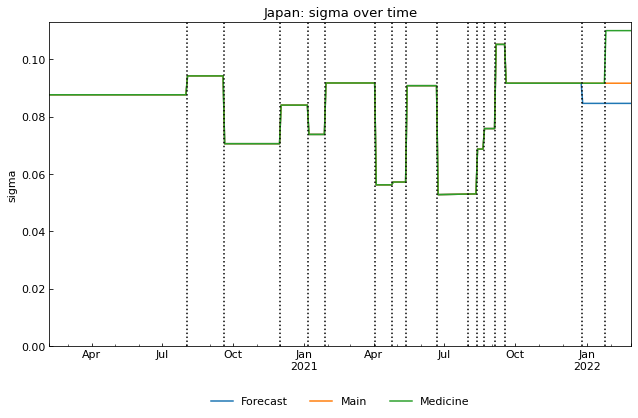 Japan: sigma over time
0.10
0.08
0.06
0.04
0.02
0.00
sigma
Apr Jul Oct Jan Apr Jul Oct Jan
2021 2022
Forecast Main Medicine